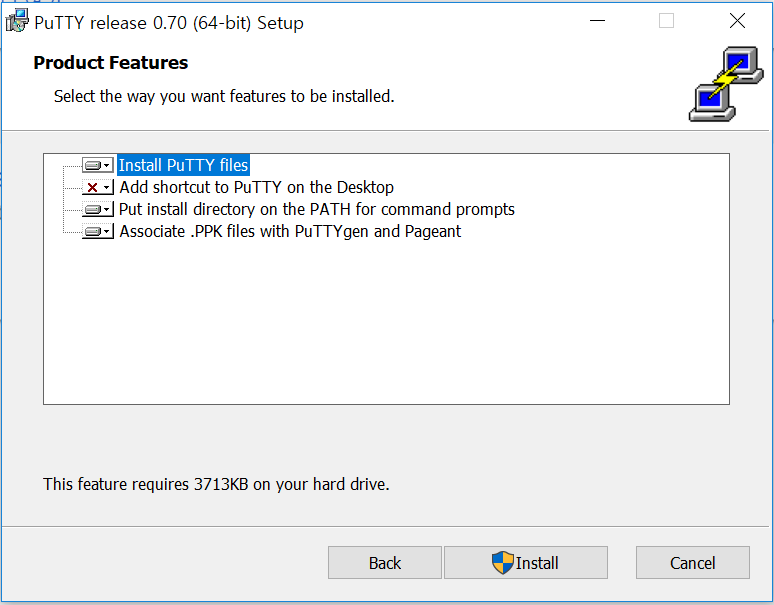 PuTTY release 0.70 (64-bit) Setup
Product Features
Select the way you want features to be installed.
Install PuTTY files
Add shortcut to PuTTY on the Desktop
Put install directory on the PATH for command prompts
Associate .PPK files with PuTTYgen and Pageant
This feature requires 3713KB on your hard drive.
Back
Install
Cancel